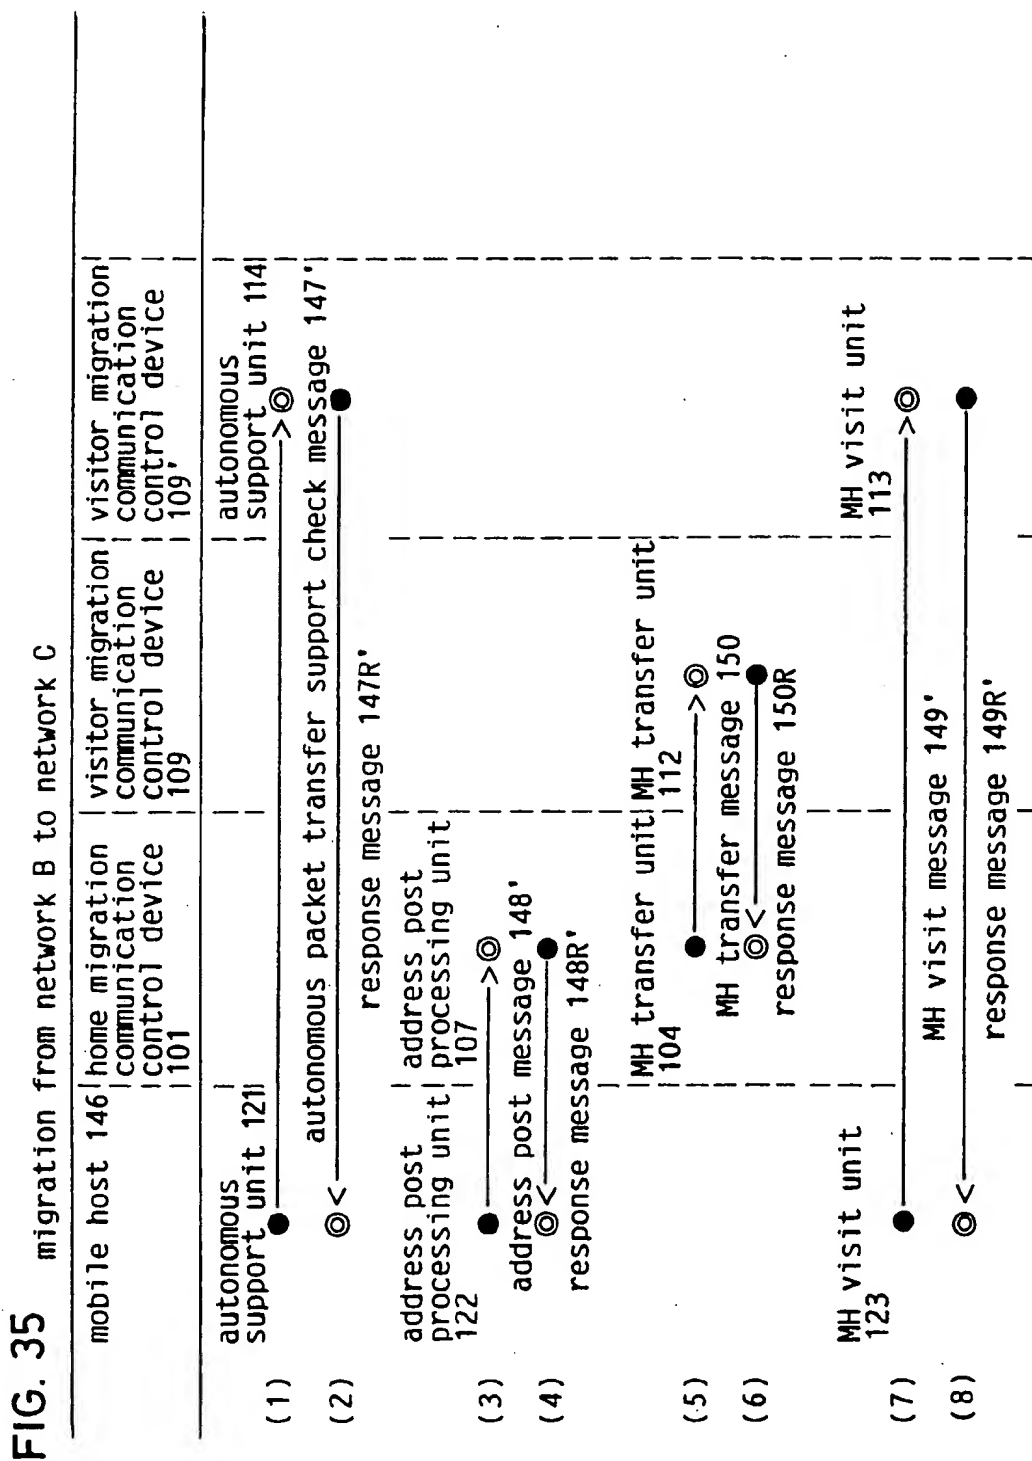 FIG. 35
migration from network B to network C
mobile host 146
home migration
communication
control device
101
visitor migration
communication
control device
109
visitor migration
communication
control device
109'
autonomous
support unit 121
autonomous
support unit 114
(1)
autonomous packet transfer support check message 147'
(2)
response message 147R'
address post
processing unit
122
address post
processing unit
107
(3)
address post message 148'
(4)
response message 148R'
MH transfer unit
104
MH transfer unit
112
(5)
MH transfer message 150
(6)
response message 150R
MH visit unit
123
MH visit unit
113
(7)
MH visit message 149'
(8)
response message 149R'